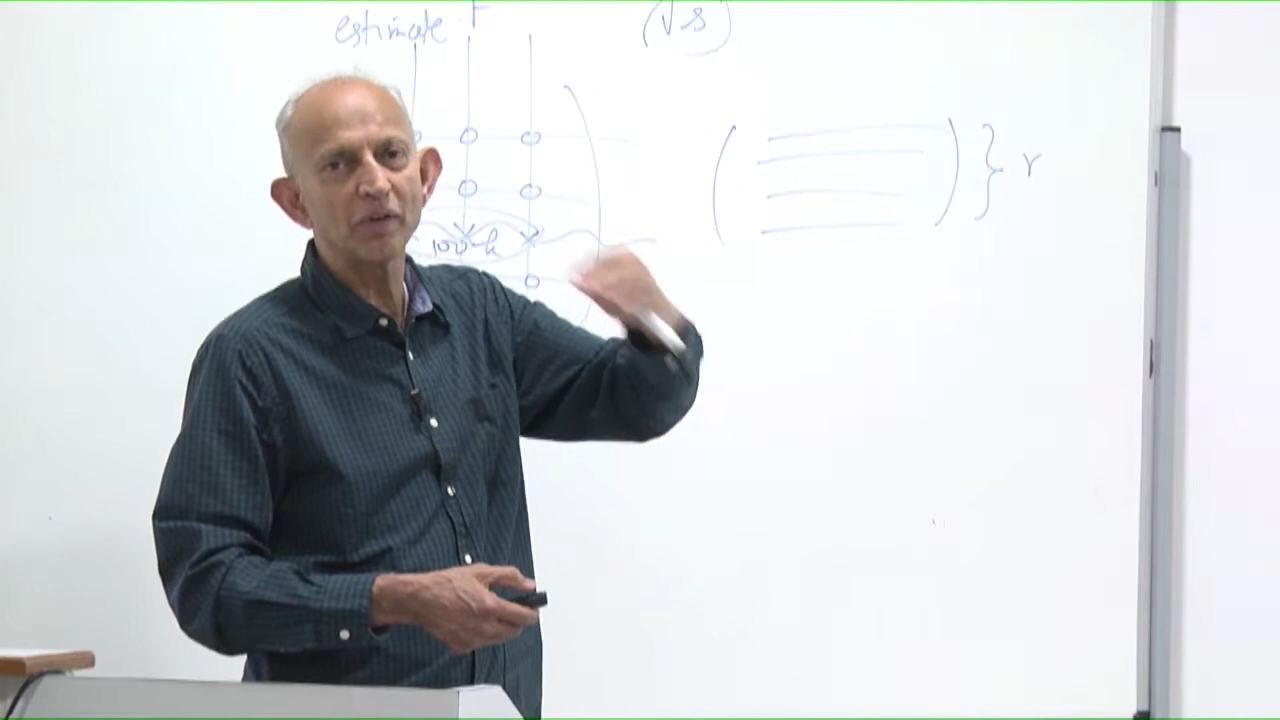 estimate r
(√s)
r
100-k